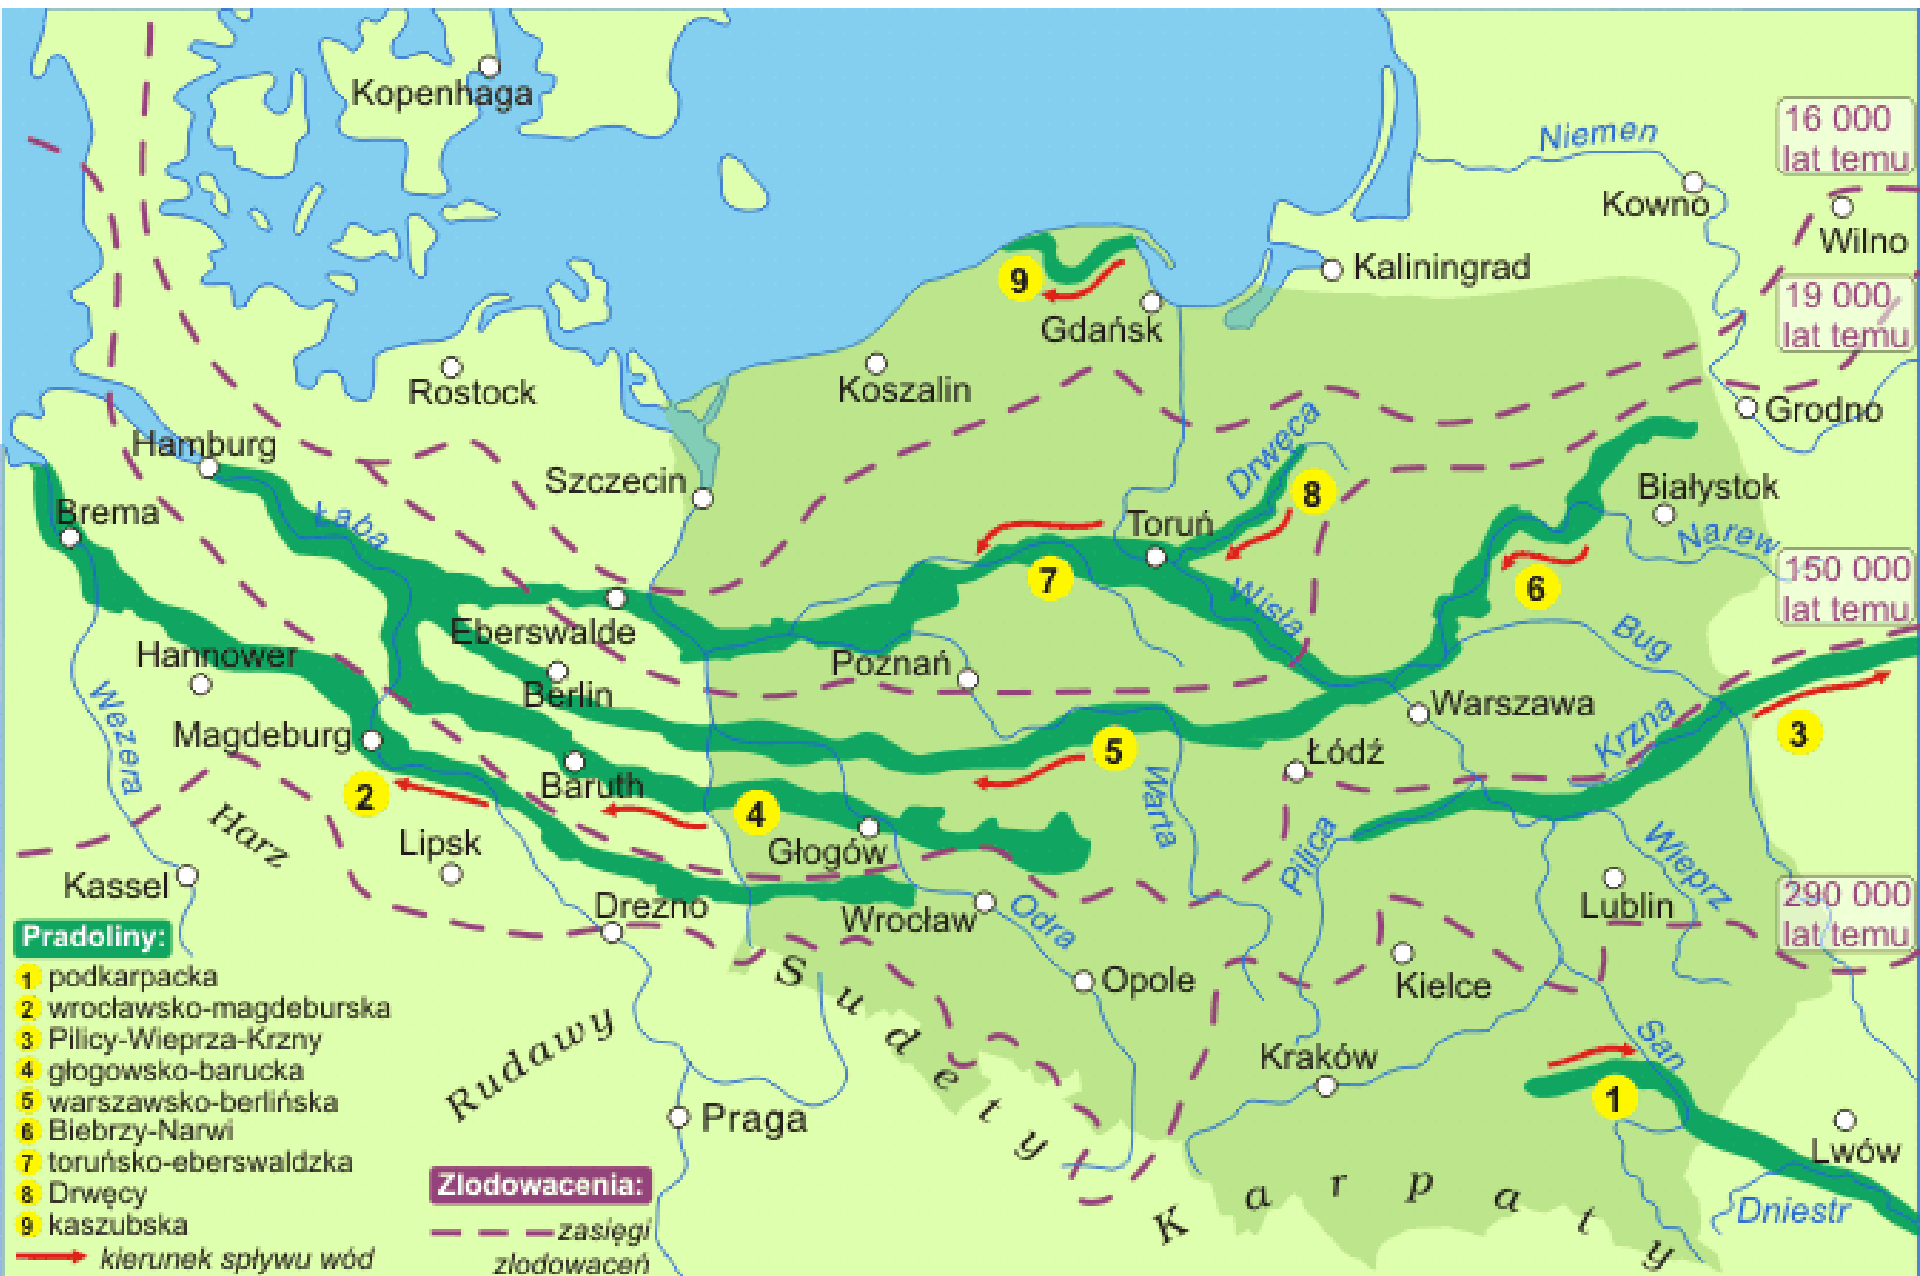 Kopenhaga
16 000
lat temu
Niemen
Kowno
Wilno
Kaliningrad
19 000
lat temu
9
Gdańsk
Koszalin
Rostock
Grodno
Hamburg
Drwęca
Szczecin
8
Białystok
Brema
Łaba
Toruń
Narew
7
6
150 000
lat temu
Wisła
Bug
Eberswalde
Hannower
Poznań
Berlin
Wezera
Warszawa
Krzna
3
Magdeburg
5
Łódź
Baruth
2
4
Warta
Harz
Lipsk
Głogów
Pilica
Wieprz
Kassel
Drezno
Wrocław
Odra
Lublin
290 000
lat temu
Sudety
Opole
Kielce
Rudawy
Kraków
San
1
Praga
Lwów
Karpaty
Dniestr
Pradoliny:
1 podkarpacka
2 wrocławsko-magdeburska
3 Pilicy-Wieprza-Krzny
4 głogowsko-barucka
5 warszawsko-berlińska
6 Biebrzy-Narwi
7 toruńsko-eberswaldzka
8 Drwęcy
9 kaszubska
kierunek spływu wód
Zlodowacenia:
zasięgi
zlodowaceń